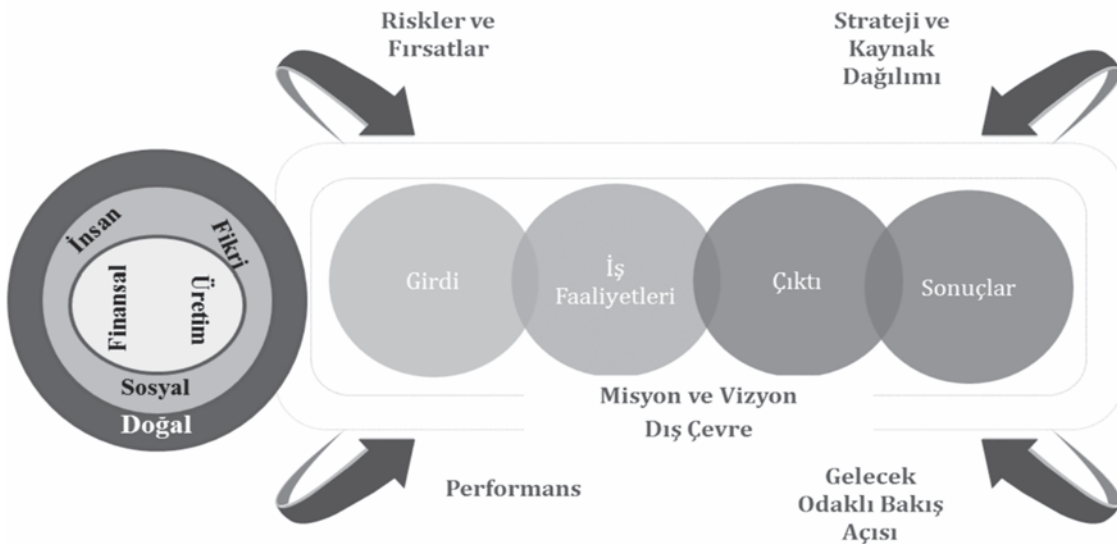 Riskler ve
Fırsatlar
Strateji ve
Kaynak
Dağılımı
İnsan
Fikri
Finansal
Üretim
Sosyal
Doğal
Girdi
İş
Faaliyetleri
Çıktı
Sonuçlar
Misyon ve Vizyon
Dış Çevre
Performans
Gelecek
Odaklı Bakış
Açısı